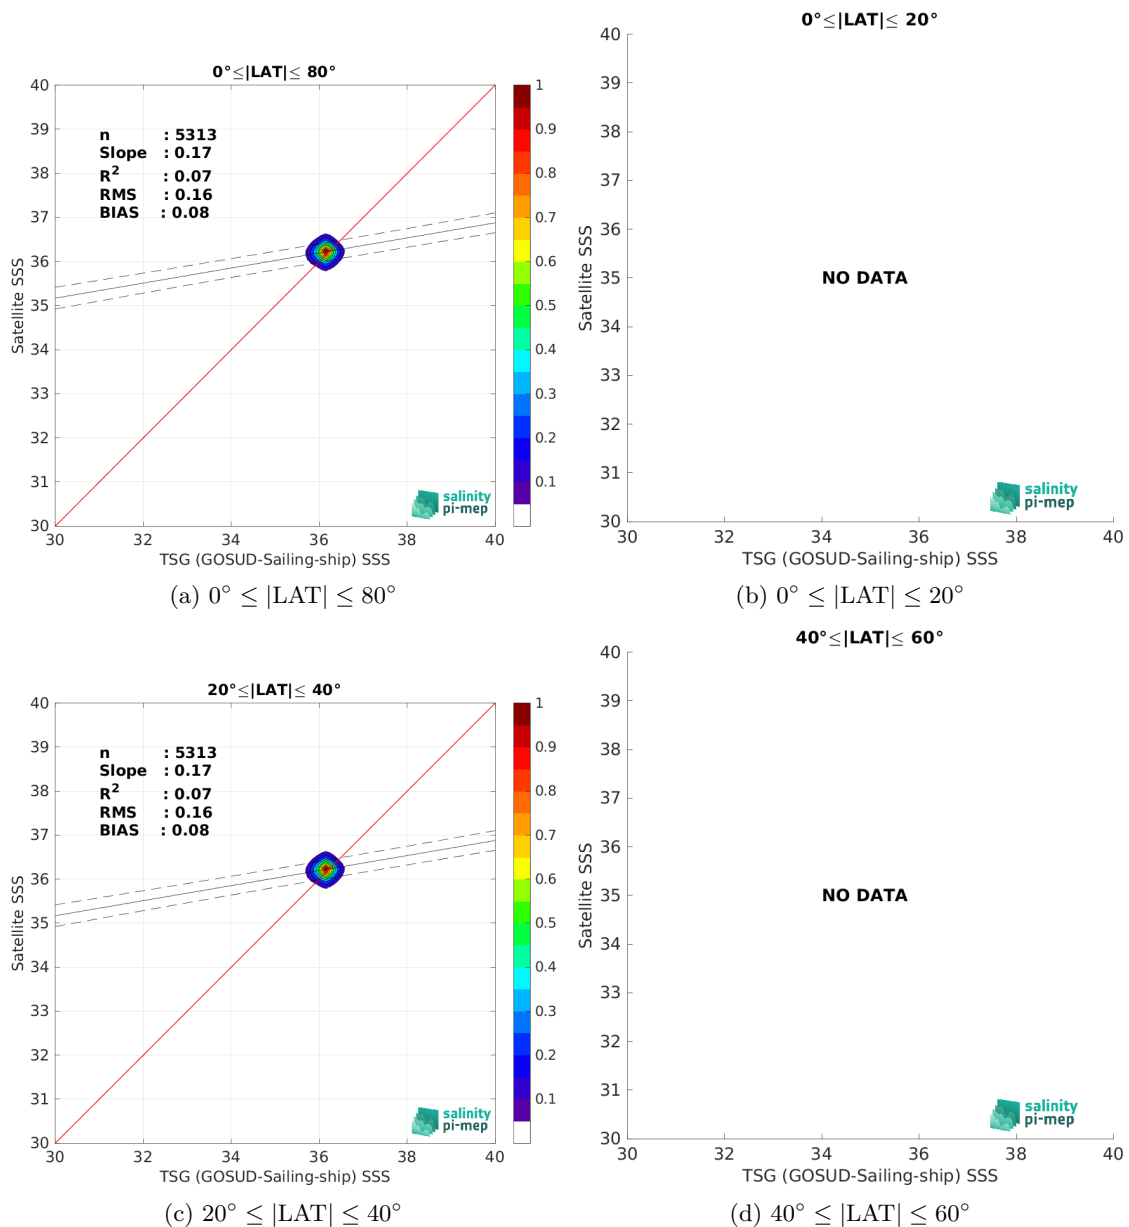 0°≤|LAT|≤ 80°
40
39
38
37
36
35
34
33
32
31
30
n : 5313
Slope : 0.17
R² : 0.07
RMS : 0.16
BIAS : 0.08
Satellite SSS
30 32 34 36 38 40
TSG (GOSUD-Sailing-ship) SSS
1
0.9
0.8
0.7
0.6
0.5
0.4
0.3
0.2
0.1
salinity
pi-mep
(a) 0° ≤ |LAT| ≤ 80°
0°≤|LAT|≤ 20°
40
39
38
37
36
35
34
33
32
31
30
Satellite SSS
NO DATA
salinity
pi-mep
30 32 34 36 38 40
TSG (GOSUD-Sailing-ship) SSS
(b) 0° ≤ |LAT| ≤ 20°
20°≤|LAT|≤ 40°
40
39
38
37
36
35
34
33
32
31
30
n : 5313
Slope : 0.17
R² : 0.07
RMS : 0.16
BIAS : 0.08
Satellite SSS
30 32 34 36 38 40
TSG (GOSUD-Sailing-ship) SSS
1
0.9
0.8
0.7
0.6
0.5
0.4
0.3
0.2
0.1
salinity
pi-mep
(c) 20° ≤ |LAT| ≤ 40°
40°≤|LAT|≤ 60°
40
39
38
37
36
35
34
33
32
31
30
Satellite SSS
NO DATA
salinity
pi-mep
30 32 34 36 38 40
TSG (GOSUD-Sailing-ship) SSS
(d) 40° ≤ |LAT| ≤ 60°